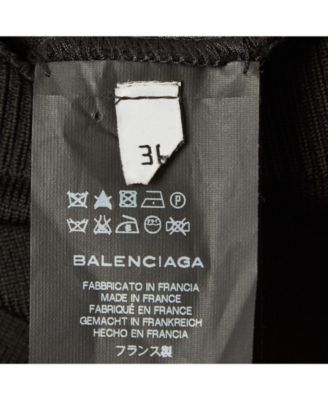 36
P
BALENCIAGA
FABBRICATO IN FRANCIA
MADE IN FRANCE
FABRIQUÉ EN FRANCE
GEMACHT IN FRANKREICH
HECHO EN FRANCIA
フランス製